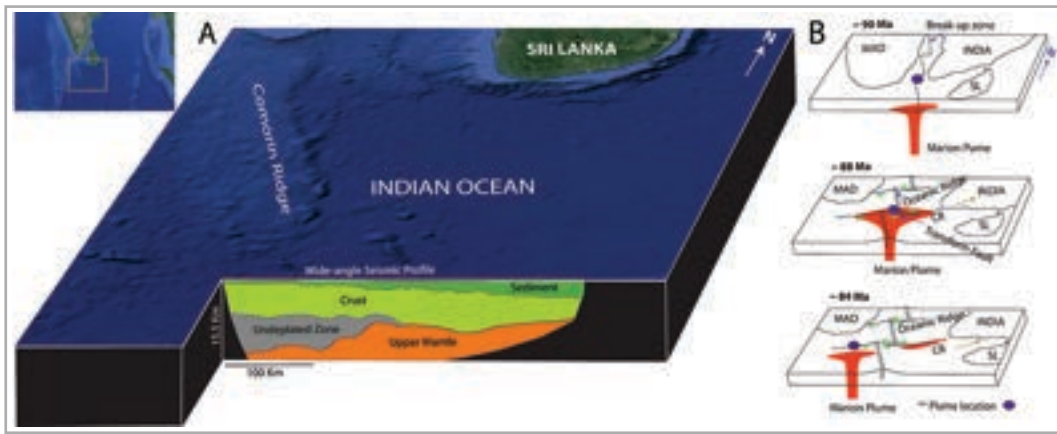 A
SRI LANKA
N
Comorin Ridge
INDIAN OCEAN
Wide-angle Seismic Profile
Sediment
Crust
Underplated Zone
Upper Mantle
100 Km
B
~ 90 Ma
Break-up zone
MAD
INDIA
SL
Marion Plume
~ 88 Ma
MAD
Oceanic Ridge
INDIA
CR
SL
Transform Fault
Marion Plume
~ 84 Ma
MAD
Oceanic Ridge
INDIA
CR
SL
Marion Plume
Plume location